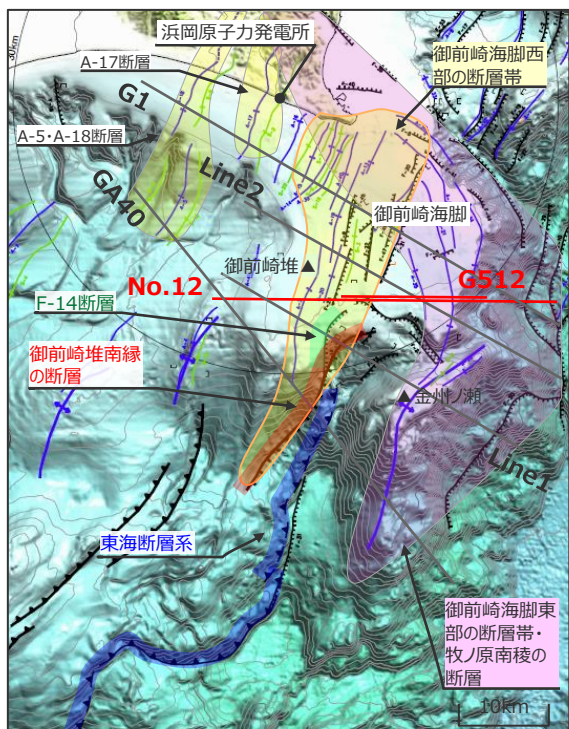 浜岡原子力発電所
A-17断層
御前崎海脚西
部の断層帯
G1
A-5・A-18断層
Line2
GA40
御前崎海脚
御前崎堆
No.12
G512
F-14断層
御前崎堆南縁
の断層
金州ノ瀬
Line1
東海断層系
御前崎海脚東
部の断層帯・
牧ノ原南稜の
断層
10km